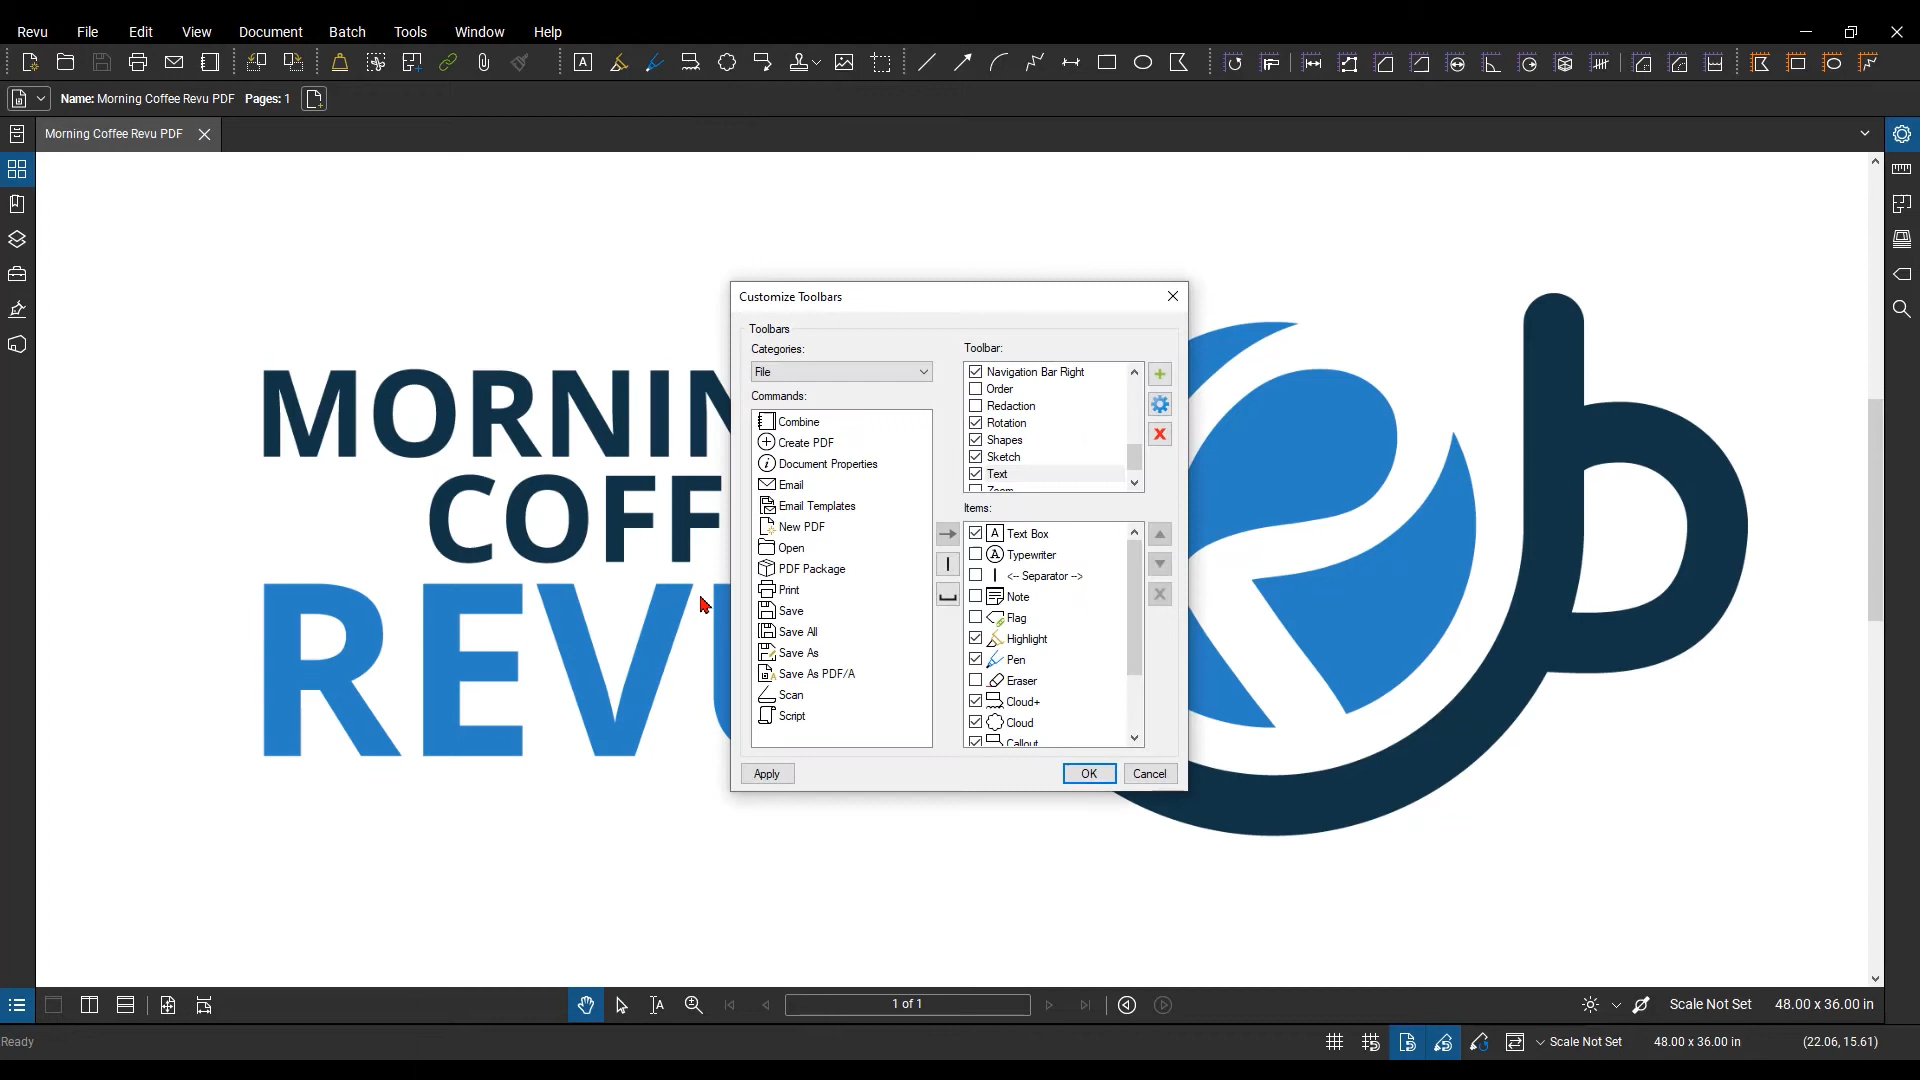 Revu File Edit View Document Batch Tools Window Help
Name: Morning Coffee Revu PDF Pages: 1
Morning Coffee Revu PDF
MORNIN
COFF
REVU
Customize Toolbars
Toolbars
Categories:
File
Commands:
Combine
Create PDF
Document Properties
Email
Email Templates
New PDF
Open
PDF Package
Print
Save
Save All
Save As
Save As PDF/A
Scan
Script
Toolbar:
Navigation Bar Right
Order
Redaction
Rotation
Shapes
Sketch
Text
Zoom
Items:
Text Box
Typewriter
<-- Separator -->
Note
Flag
Highlight
Pen
Eraser
Cloud+
Cloud
Callout
Apply OK Cancel
1 of 1
Scale Not Set 48.00 x 36.00 in
Ready
Scale Not Set 48.00 x 36.00 in (22.06, 15.61)